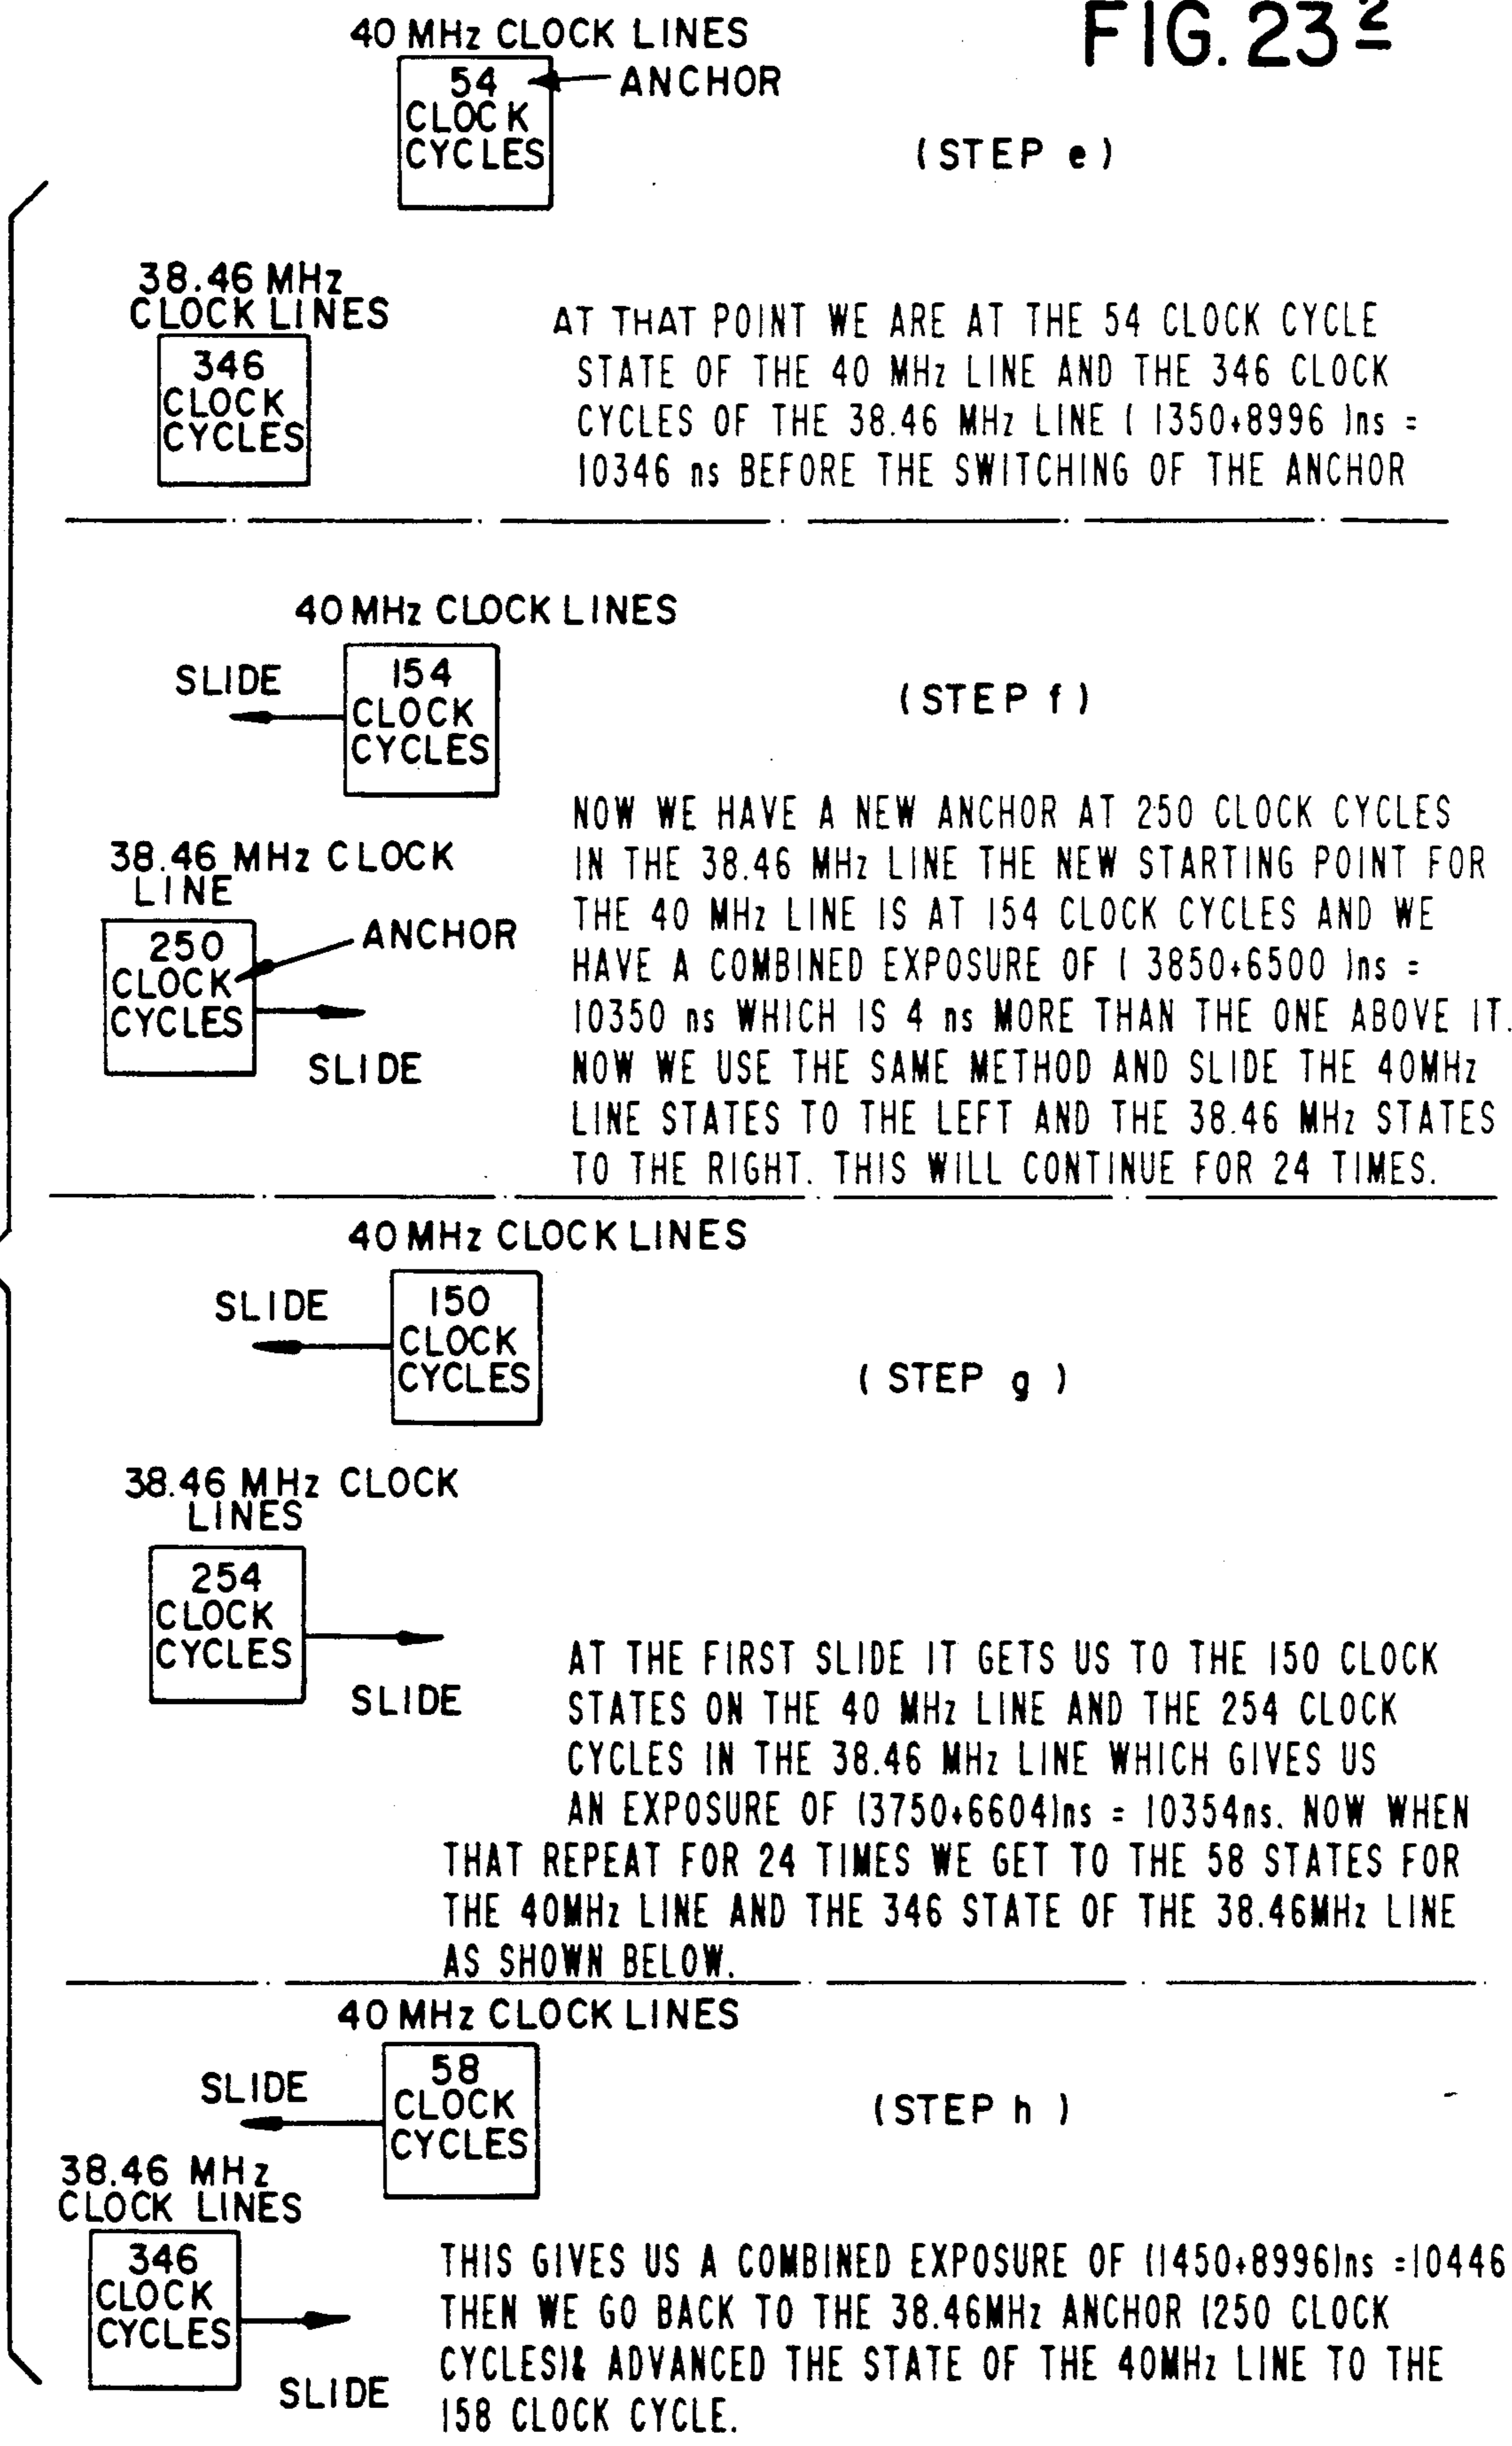 FIG. 23 2
40 MHz CLOCK LINES
54
CLOCK
CYCLES
ANCHOR
(STEP e)
38.46 MHz
CLOCK LINES
346
CLOCK
CYCLES
AT THAT POINT WE ARE AT THE 54 CLOCK CYCLE
STATE OF THE 40 MHz LINE AND THE 346 CLOCK
CYCLES OF THE 38.46 MHz LINE ( 1350+8996 )ns =
10346 ns BEFORE THE SWITCHING OF THE ANCHOR
40 MHz CLOCK LINES
SLIDE
154
CLOCK
CYCLES
(STEP f)
38.46 MHz CLOCK
LINE
250
CLOCK
CYCLES
ANCHOR
SLIDE
NOW WE HAVE A NEW ANCHOR AT 250 CLOCK CYCLES
IN THE 38.46 MHz LINE THE NEW STARTING POINT FOR
THE 40 MHz LINE IS AT 154 CLOCK CYCLES AND WE
HAVE A COMBINED EXPOSURE OF ( 3850+6500 )ns =
10350 ns WHICH IS 4 ns MORE THAN THE ONE ABOVE IT.
NOW WE USE THE SAME METHOD AND SLIDE THE 40MHz
LINE STATES TO THE LEFT AND THE 38.46 MHz STATES
TO THE RIGHT. THIS WILL CONTINUE FOR 24 TIMES.
40 MHz CLOCK LINES
SLIDE
150
CLOCK
CYCLES
( STEP g )
38.46 MHz CLOCK
LINES
254
CLOCK
CYCLES
SLIDE
AT THE FIRST SLIDE IT GETS US TO THE 150 CLOCK
STATES ON THE 40 MHz LINE AND THE 254 CLOCK
CYCLES IN THE 38.46 MHz LINE WHICH GIVES US
AN EXPOSURE OF (3750+6604)ns = 10354ns. NOW WHEN
THAT REPEAT FOR 24 TIMES WE GET TO THE 58 STATES FOR
THE 40MHz LINE AND THE 346 STATE OF THE 38.46MHz LINE
AS SHOWN BELOW.
40 MHz CLOCK LINES
SLIDE
58
CLOCK
CYCLES
(STEP h )
38.46 MHz
CLOCK LINES
346
CLOCK
CYCLES
SLIDE
THIS GIVES US A COMBINED EXPOSURE OF (1450+8996)ns =10446
THEN WE GO BACK TO THE 38.46MHz ANCHOR (250 CLOCK
CYCLES)& ADVANCED THE STATE OF THE 40MHz LINE TO THE
158 CLOCK CYCLE.